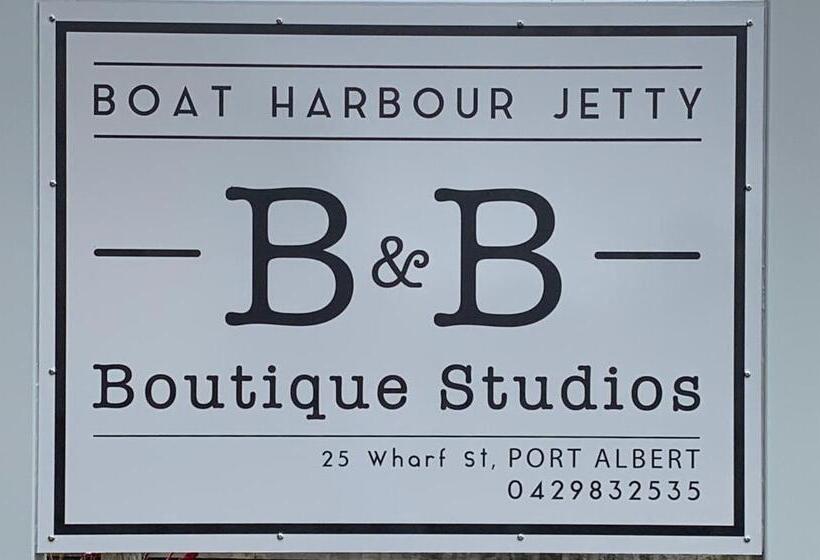 BOAT HARBOUR JETTY
B&B
Boutique Studios
25 Wharf St, PORT ALBERT
0429832535